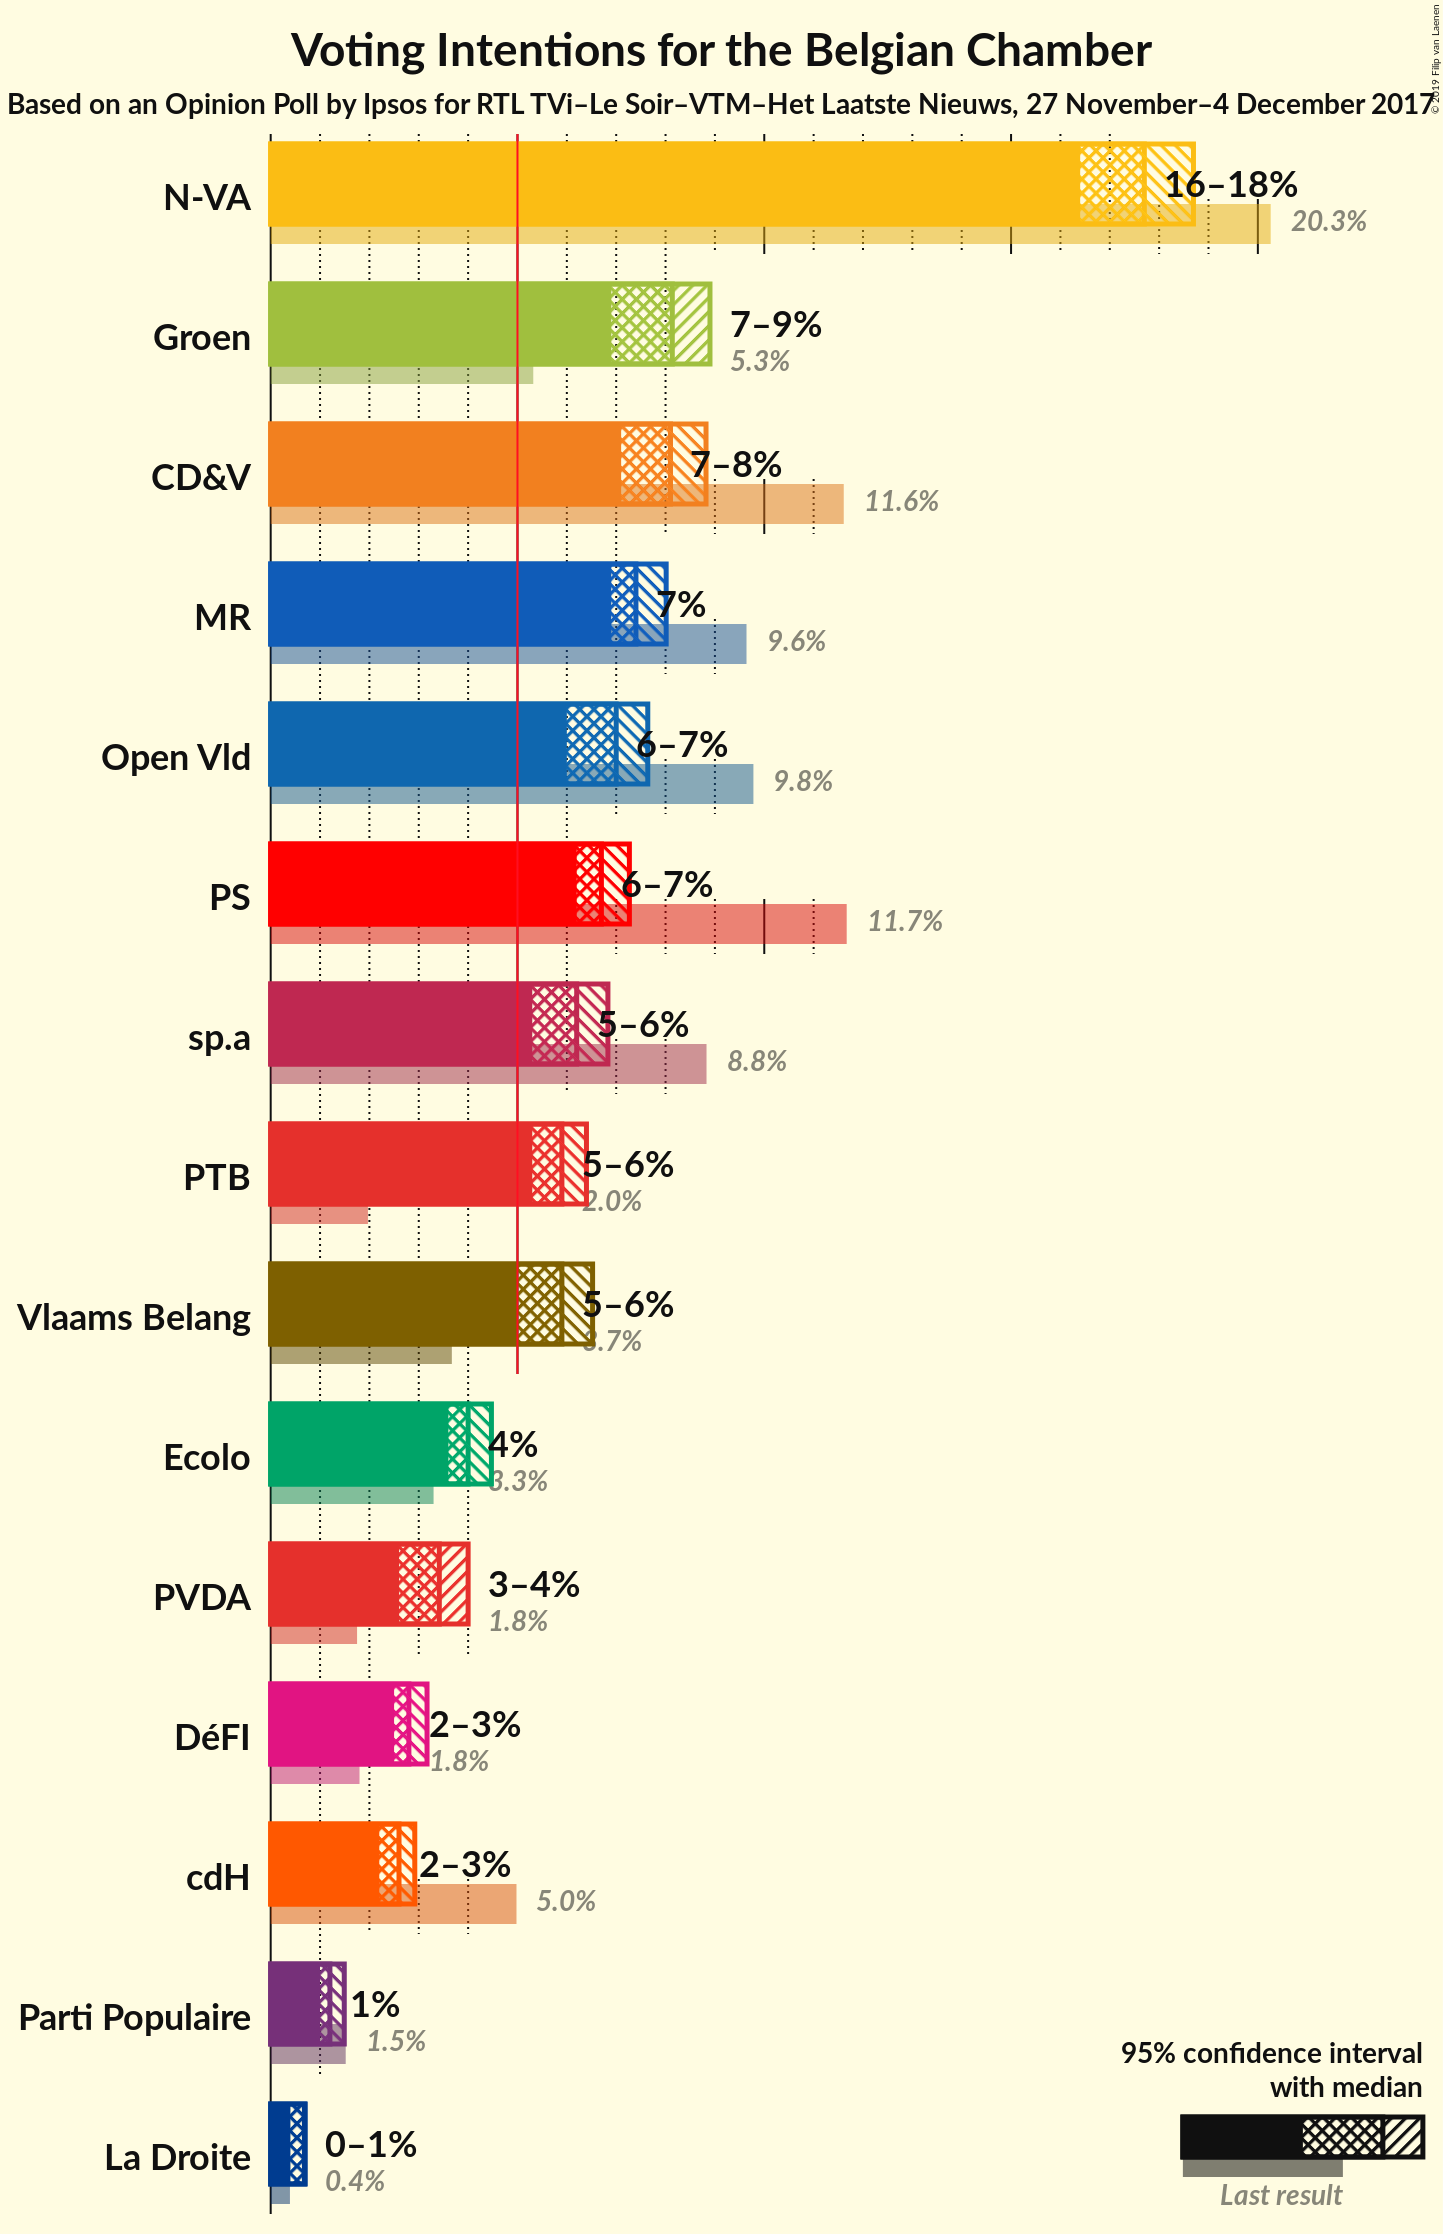 Voting Intentions for the Belgian Chamber
Based on an Opinion Poll by Ipsos for RTL TVi–Le Soir–VTM–Het Laatste Nieuws, 27 November–4 December 2017
© 2019 Filip van Laenen
N-VA
16–18%
20.3%
Groen
7–9%
5.3%
CD&V
7–8%
11.6%
MR
7%
9.6%
Open Vld
6–7%
9.8%
PS
6–7%
11.7%
sp.a
5–6%
8.8%
PTB
5–6%
2.0%
Vlaams Belang
5–6%
3.7%
Ecolo
4%
3.3%
PVDA
3–4%
1.8%
DéFI
2–3%
1.8%
cdH
2–3%
5.0%
Parti Populaire
1%
1.5%
La Droite
0–1%
0.4%
95% confidence interval
with median
Last result